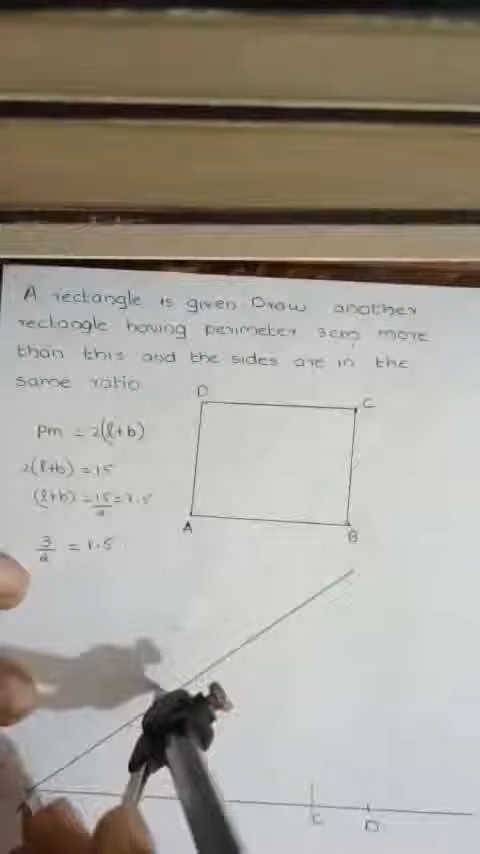 A rectangle is given Draw another
rectangle having perimeter 3cm more
than this and the sides are in the
same ratio
D
C
Pm = 2(l+b)
2(l+b) = 15
(l+b) = 15/2 = 7.5
A
B
3/2 = 1.5
C
D